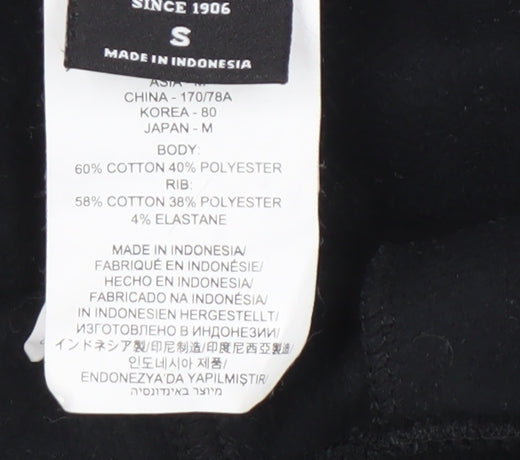 SINCE 1906
S
MADE IN INDONESIA
ASIA - M
CHINA - 170/78A
KOREA - 80
JAPAN - M
BODY:
60% COTTON 40% POLYESTER
RIB:
58% COTTON 38% POLYESTER
4% ELASTANE
MADE IN INDONESIA/
FABRIQUÉ EN INDONÉSIE/
HECHO EN INDONESIA/
FABRICADO NA INDONÉSIA/
IN INDONESIEN HERGESTELLT/
ИЗГОТОВЛЕНО В ИНДОНЕЗИИ/
インドネシア製/印尼制造/印度尼西亞製造/
인도네시아 제품/
ENDONEZYA'DA YAPILMIŞTIR/
מיוצר באינדונסיה